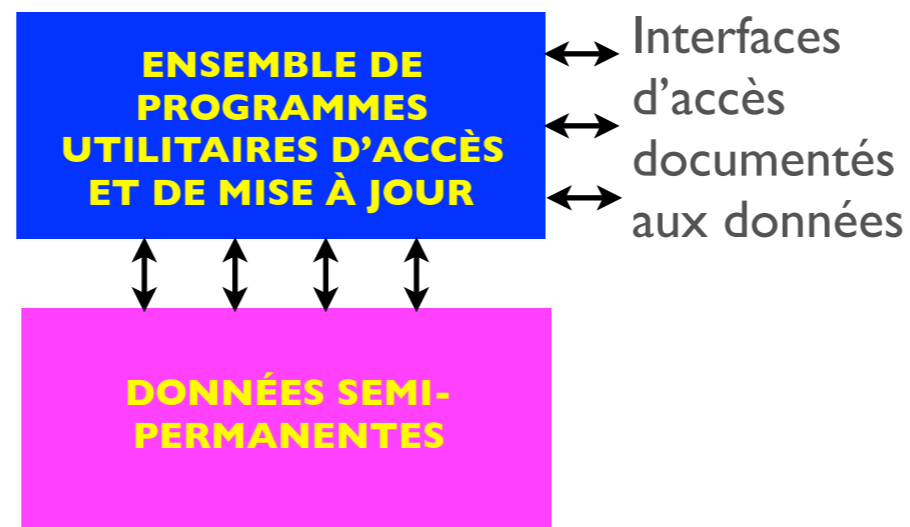 ENSEMBLE DE
PROGRAMMES
UTILITAIRES D'ACCÈS
ET DE MISE À JOUR
Interfaces
d'accès
documentés
aux données
DONNÉES SEMI-
PERMANENTES